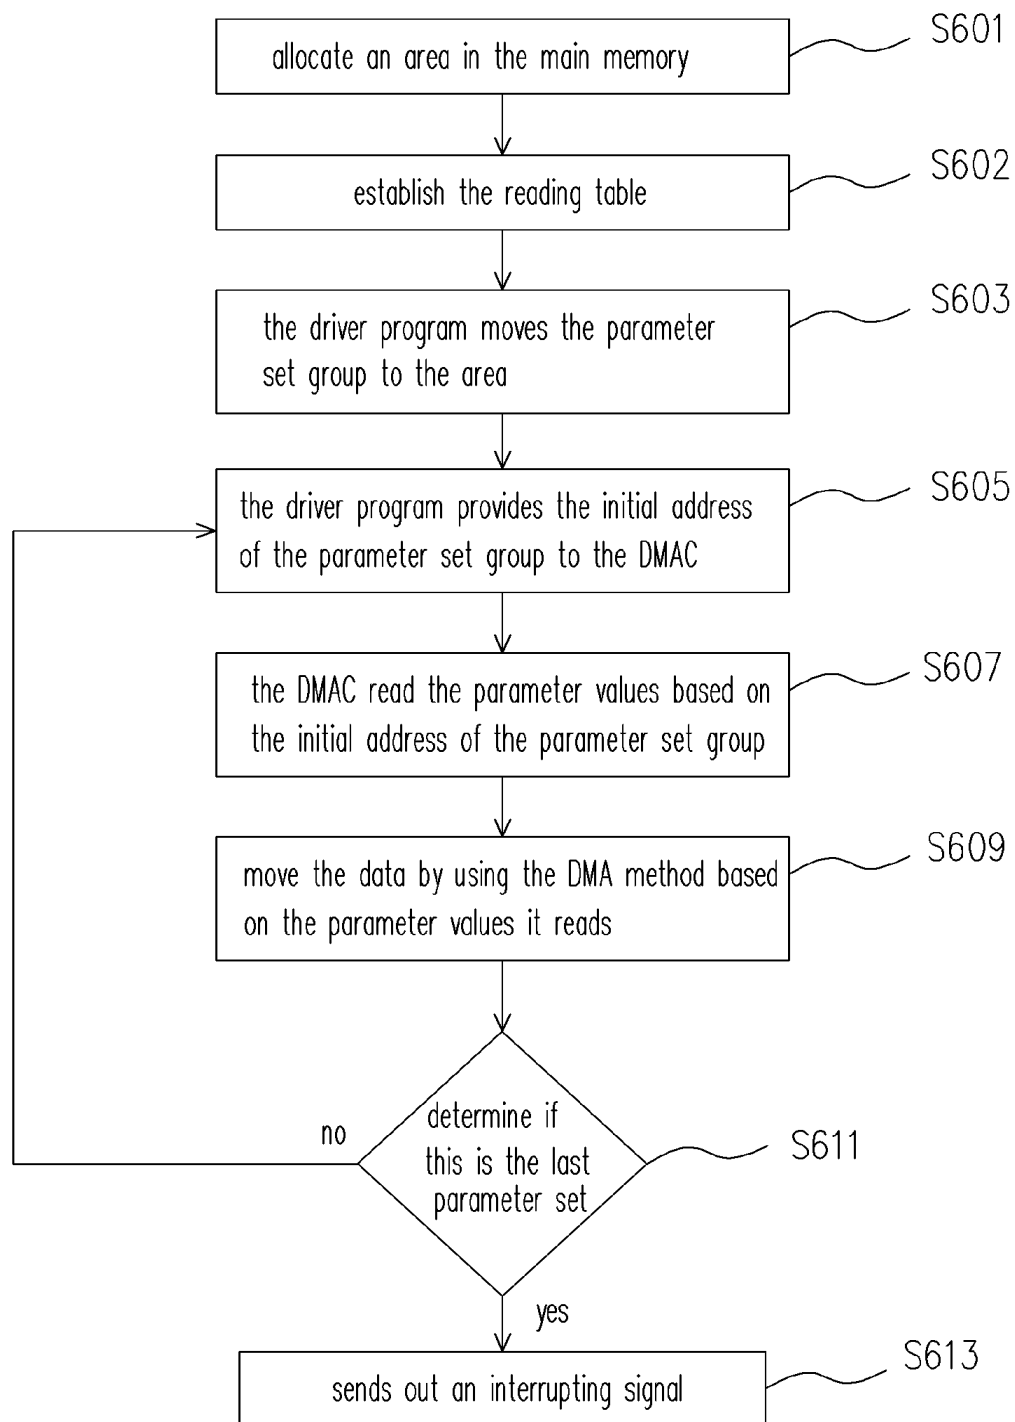 allocate an area in the main memory
S601
establish the reading table
S602
the driver program moves the parameter
set group to the area
S603
the driver program provides the initial address
of the parameter set group to the DMAC
S605
the DMAC read the parameter values based on
the initial address of the parameter set group
S607
move the data by using the DMA method based
on the parameter values it reads
S609
determine if
this is the last
parameter set
S611
no
yes
sends out an interrupting signal
S613